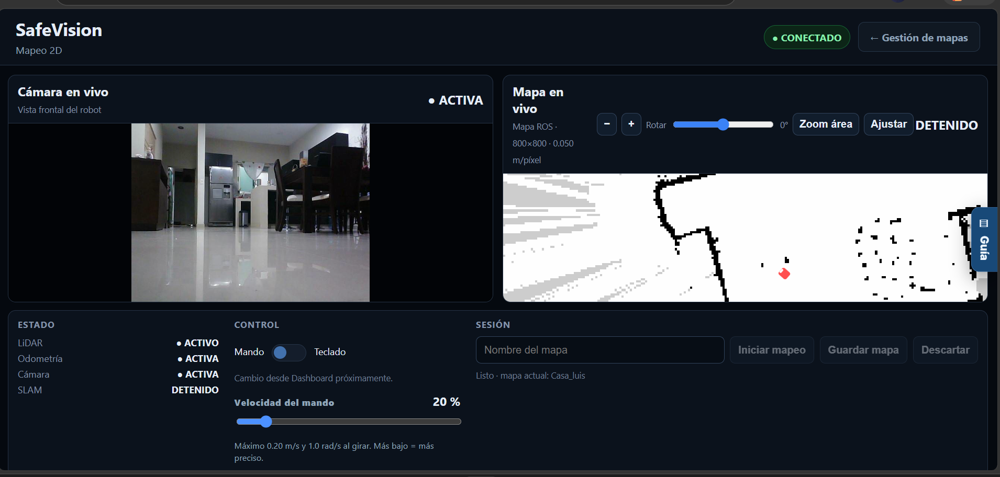 SafeVision
Mapeo 2D
● CONECTADO
← Gestión de mapas
Cámara en vivo
Vista frontal del robot
● ACTIVA
Mapa en
vivo
Mapa ROS ·
800×800 · 0.050
m/píxel
−
+
Rotar
0°
Zoom área
Ajustar
DETENIDO
Guía
ESTADO
LiDAR ● ACTIVO
Odometría ● ACTIVA
Cámara ● ACTIVA
SLAM DETENIDO
CONTROL
Mando Teclado
Cambio desde Dashboard próximamente.
Velocidad del mando 20 %
Máximo 0.20 m/s y 1.0 rad/s al girar. Más bajo = más
preciso.
SESIÓN
Nombre del mapa
Iniciar mapeo
Guardar mapa
Descartar
Listo · mapa actual: Casa_luis